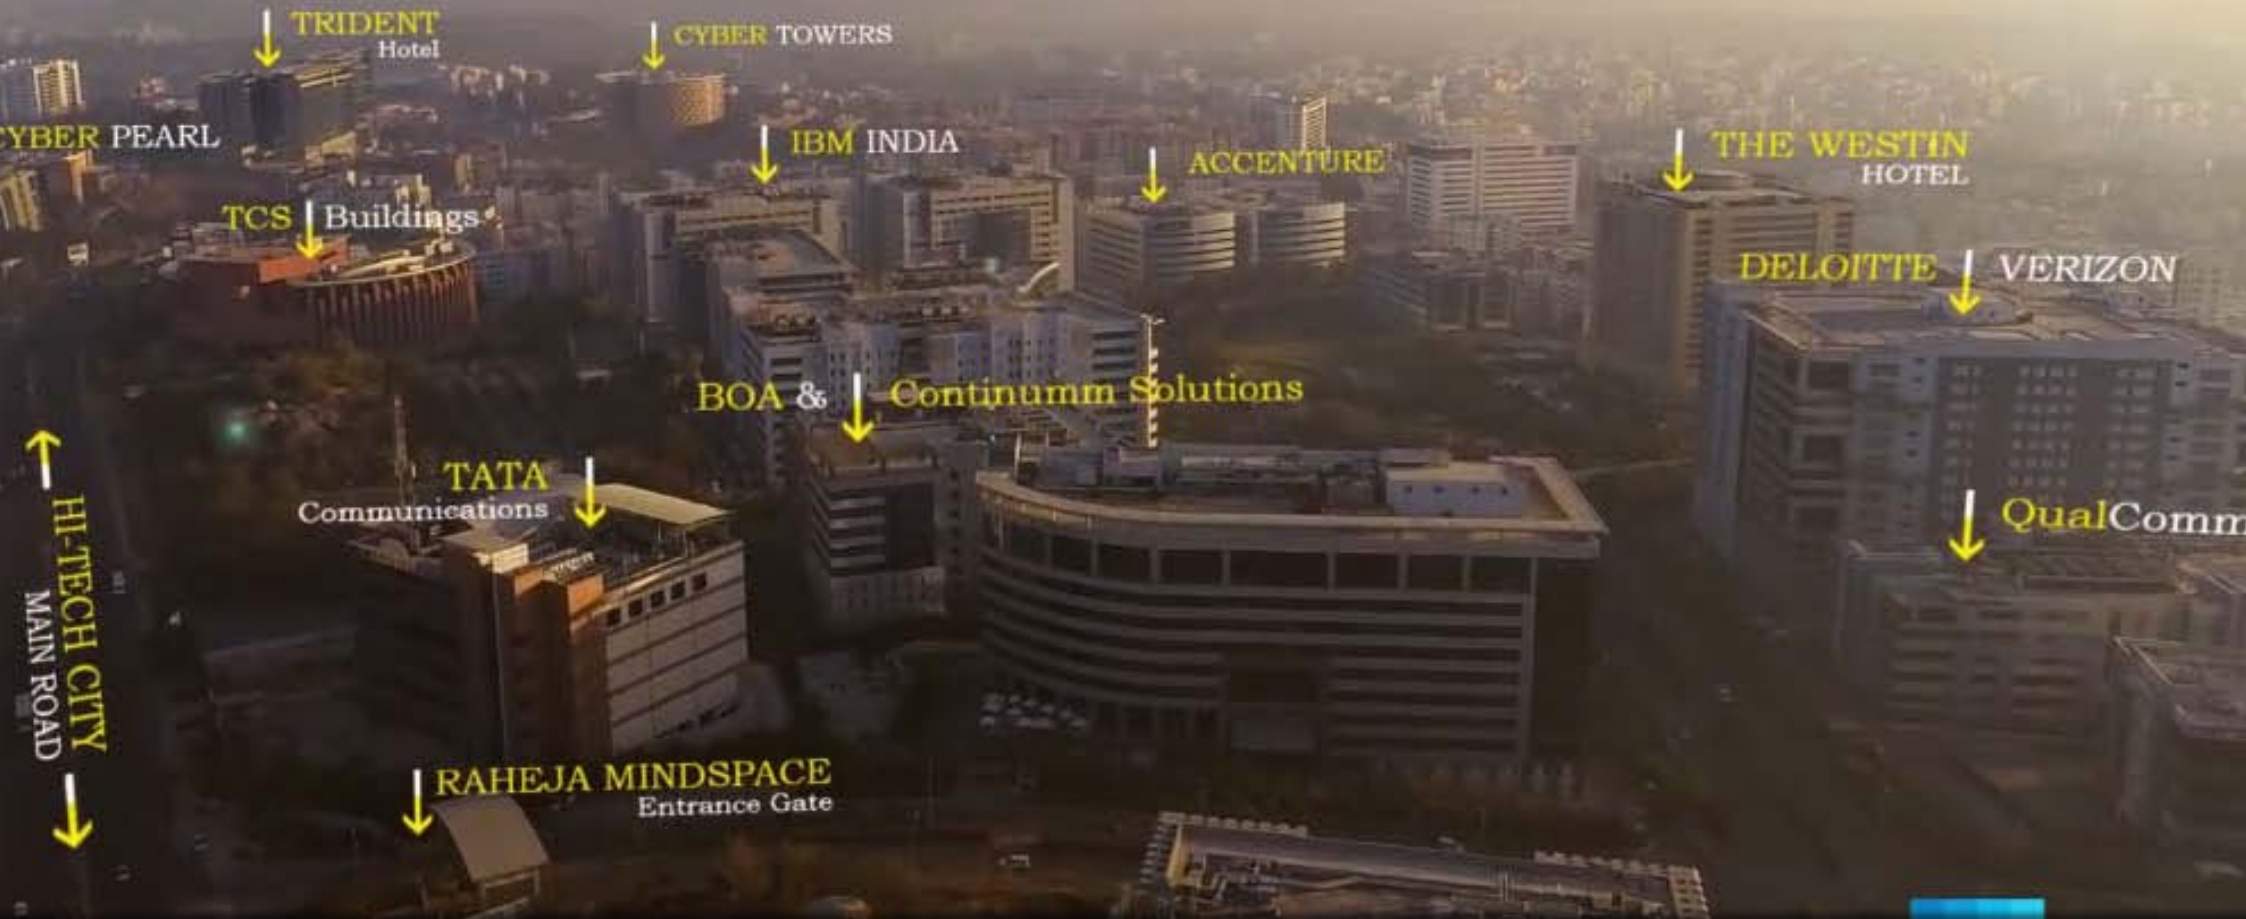 TRIDENT
Hotel
CYBER TOWERS
CYBER PEARL
IBM INDIA
ACCENTURE
THE WESTIN
HOTEL
TCS Buildings
DELOITTE VERIZON
BOA & Continumm Solutions
TATA
Communications
QualComm
HI-TECH CITY
MAIN ROAD
RAHEJA MINDSPACE
Entrance Gate